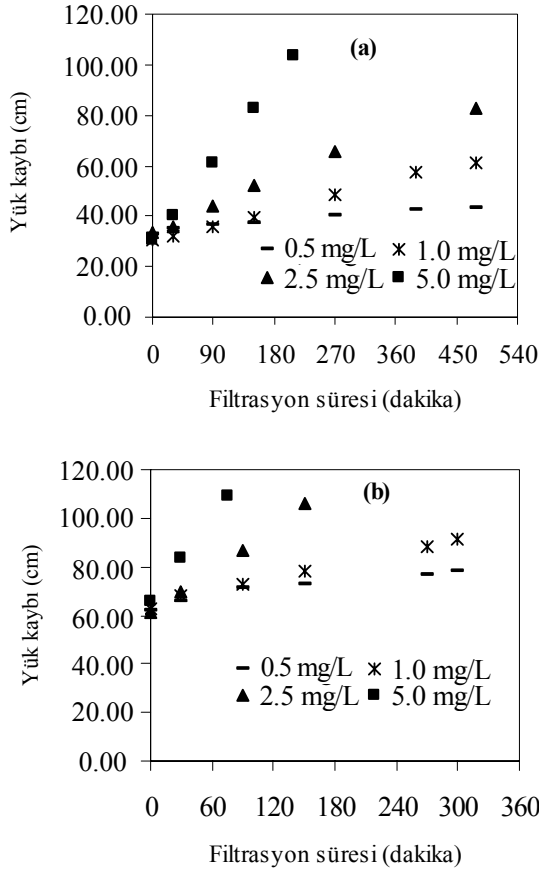 (a)
120.00
100.00
80.00
60.00
40.00
20.00
0.00
Yük kaybı (cm)
0.5 mg/L 1.0 mg/L
2.5 mg/L 5.0 mg/L
0 90 180 270 360 450 540
Filtrasyon süresi (dakika)
(b)
120.00
100.00
80.00
60.00
40.00
20.00
0.00
Yük kaybı (cm)
0.5 mg/L 1.0 mg/L
2.5 mg/L 5.0 mg/L
0 60 120 180 240 300 360
Filtrasyon süresi (dakika)